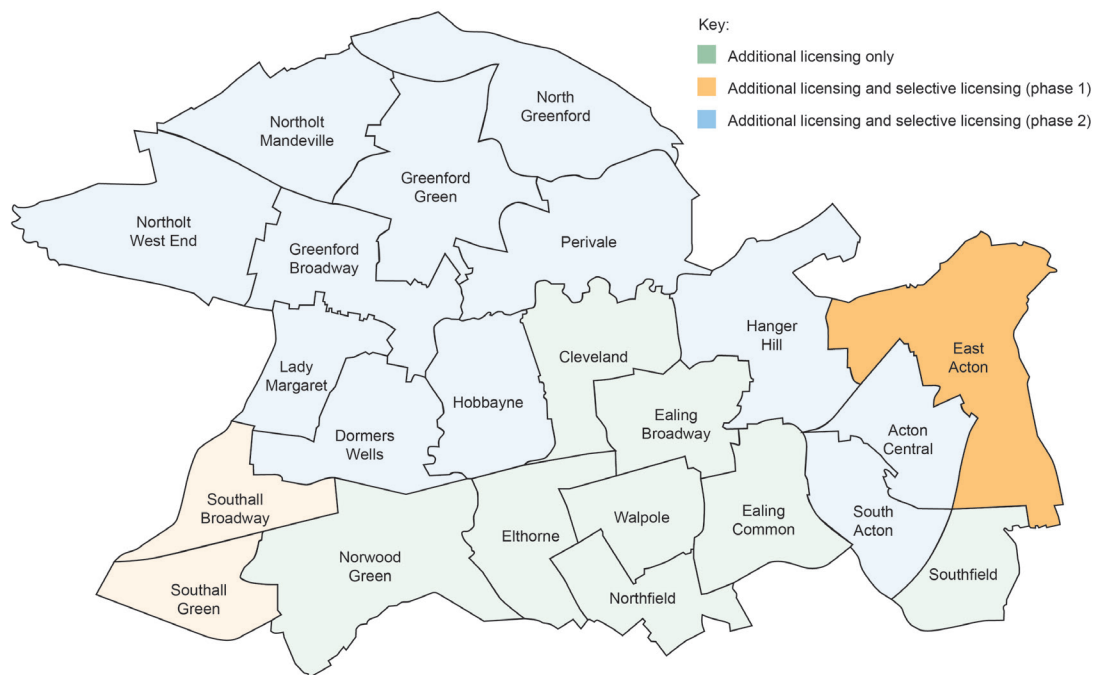 Key:
Additional licensing only
Additional licensing and selective licensing (phase 1)
Additional licensing and selective licensing (phase 2)
North
Greenford
Northolt
Mandeville
Greenford
Green
Northolt
West End
Greenford
Broadway
Perivale
Hanger
Hill
East
Acton
Cleveland
Lady
Margaret
Hobbayne
Ealing
Broadway
Dormers
Wells
Acton
Central
Southall
Broadway
Walpole
Ealing
Common
South
Acton
Elthorne
Norwood
Green
Southfield
Southall
Green
Northfield